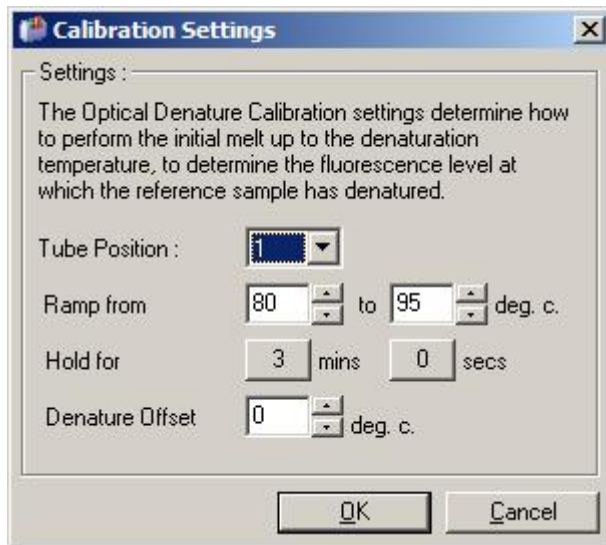 Calibration Settings
Settings :
The Optical Denature Calibration settings determine how
to perform the initial melt up to the denaturation
temperature, to determine the fluorescence level at
which the reference sample has denatured.
Tube Position : 1
Ramp from 80 to 95 deg. c.
Hold for 3 mins 0 secs
Denature Offset 0 deg. c.
OK Cancel